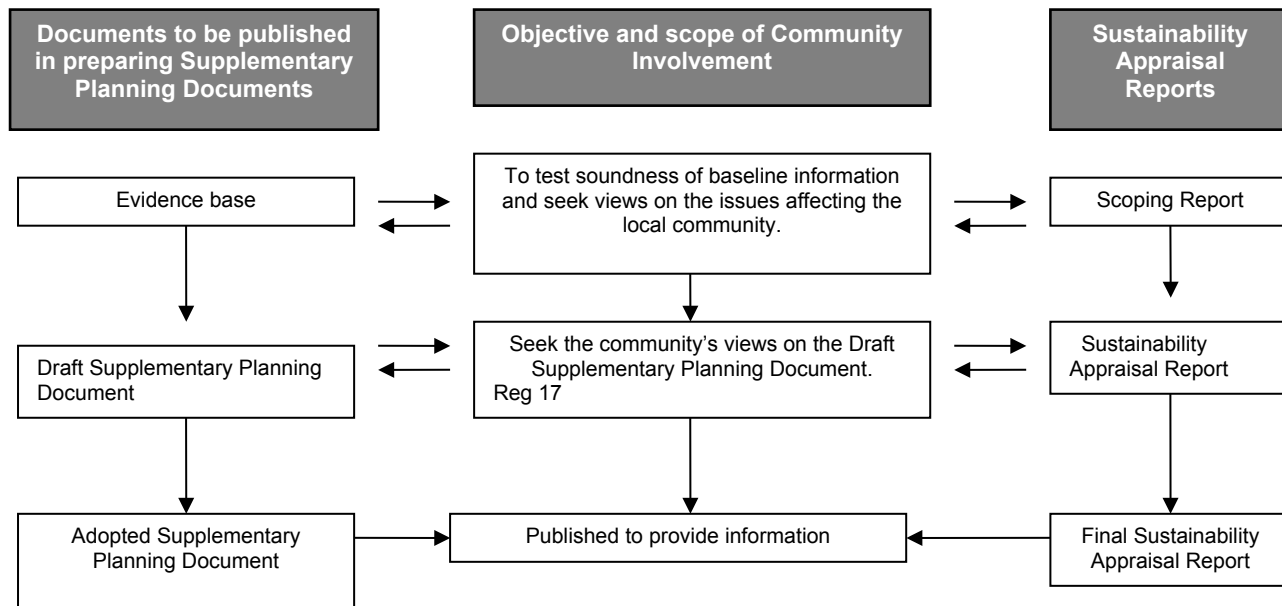 Documents to be published
in preparing Supplementary
Planning Documents
Objective and scope of Community
Involvement
Sustainability
Appraisal
Reports
Evidence base
To test soundness of baseline information
and seek views on the issues affecting the
local community.
Scoping Report
Draft Supplementary Planning
Document
Seek the community’s views on the Draft
Supplementary Planning Document.
Reg 17
Sustainability
Appraisal Report
Adopted Supplementary
Planning Document
Published to provide information
Final Sustainability
Appraisal Report